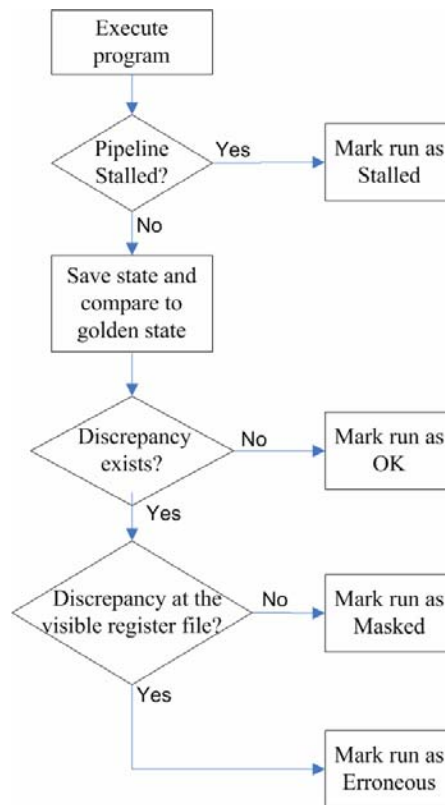 Execute
program
Pipeline
Stalled?
Yes
Mark run as
Stalled
No
Save state and
compare to
golden state
Discrepancy
exists?
No
Mark run as
OK
Yes
Discrepancy at the
visible register file?
No
Mark run as
Masked
Yes
Mark run as
Erroneous